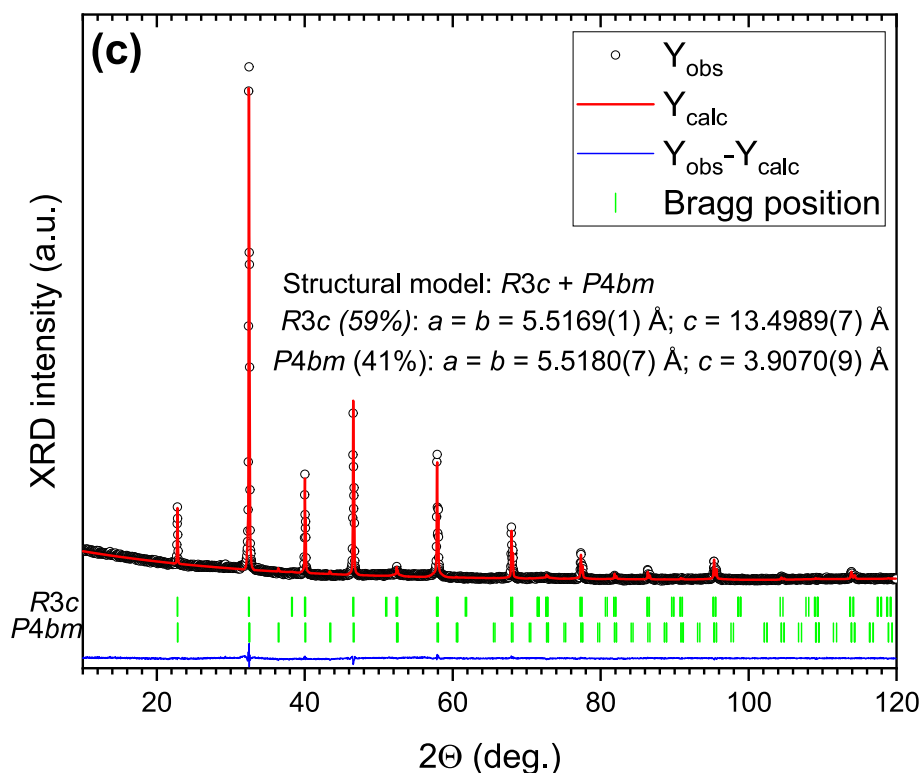 (c)
Y_obs
Y_calc
Y_obs-Y_calc
Bragg position
XRD intensity (a.u.)
Structural model: R3c + P4bm
R3c (59%): a = b = 5.5169(1) Å; c = 13.4989(7) Å
P4bm (41%): a = b = 5.5180(7) Å; c = 3.9070(9) Å
R3c
P4bm
20 40 60 80 100 120
2Θ (deg.)